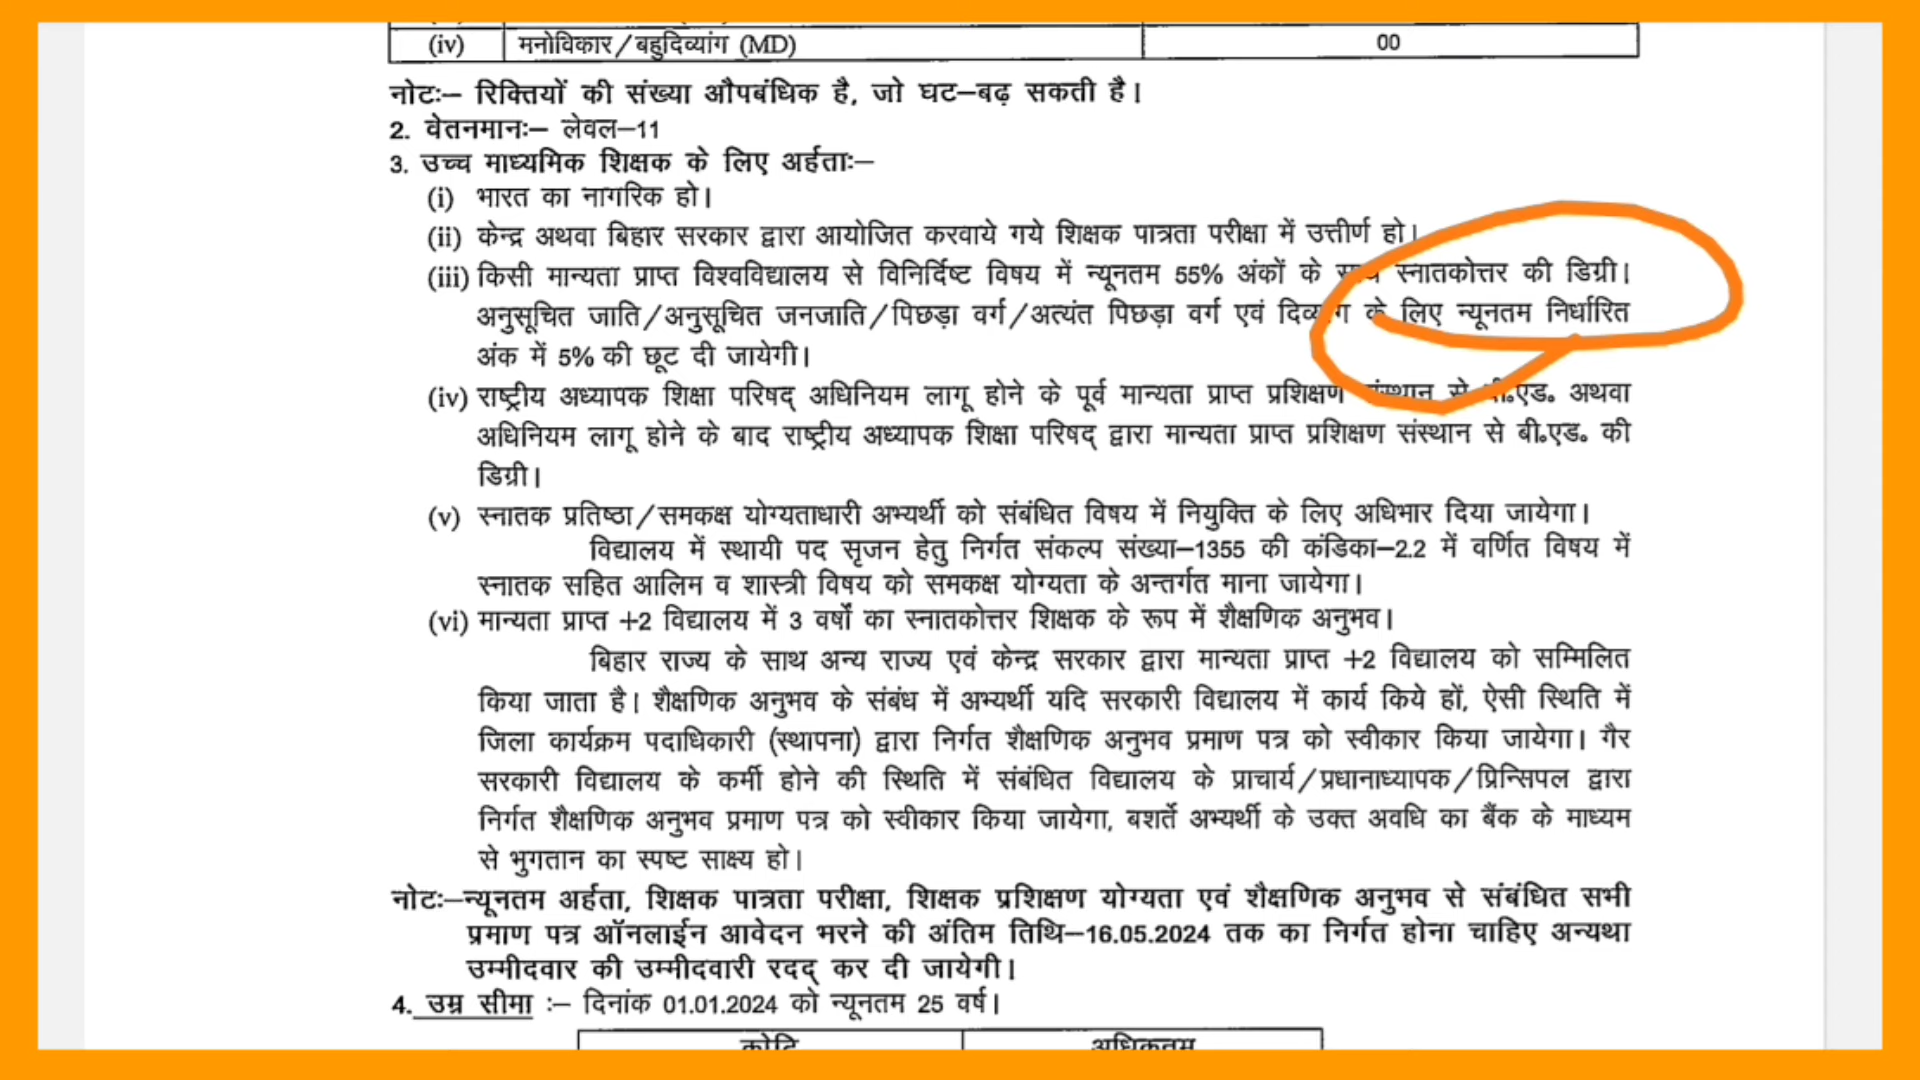 (iv) मनोविकार/बहुदिव्यांग (MD) 00
नोटः– रिक्तियों की संख्या औपबंधिक है, जो घट–बढ़ सकती है।
2. वेतनमानः– लेवल–11
3. उच्च माध्यमिक शिक्षक के लिए अर्हताः–
(i) भारत का नागरिक हो।
(ii) केन्द्र अथवा बिहार सरकार द्वारा आयोजित करवाये गये शिक्षक पात्रता परीक्षा में उत्तीर्ण हो।
(iii) किसी मान्यता प्राप्त विश्वविद्यालय से विनिर्दिष्ट विषय में न्यूनतम 55% अंकों के साथ स्नातकोत्तर की डिग्री।
अनुसूचित जाति/अनुसूचित जनजाति/पिछड़ा वर्ग/अत्यंत पिछड़ा वर्ग एवं दिव्यांग के लिए न्यूनतम निर्धारित
अंक में 5% की छूट दी जायेगी।
(iv) राष्ट्रीय अध्यापक शिक्षा परिषद् अधिनियम लागू होने के पूर्व मान्यता प्राप्त प्रशिक्षण संस्थान से बी॰एड॰ अथवा
अधिनियम लागू होने के बाद राष्ट्रीय अध्यापक शिक्षा परिषद् द्वारा मान्यता प्राप्त प्रशिक्षण संस्थान से बी॰एड॰ की
डिग्री।
(v) स्नातक प्रतिष्ठा/समकक्ष योग्यताधारी अभ्यर्थी को संबंधित विषय में नियुक्ति के लिए अधिभार दिया जायेगा।
विद्यालय में स्थायी पद सृजन हेतु निर्गत संकल्प संख्या–1355 की कंडिका–2.2 में वर्णित विषय में
स्नातक सहित आलिम व शास्त्री विषय को समकक्ष योग्यता के अन्तर्गत माना जायेगा।
(vi) मान्यता प्राप्त +2 विद्यालय में 3 वर्षों का स्नातकोत्तर शिक्षक के रूप में शैक्षणिक अनुभव।
बिहार राज्य के साथ अन्य राज्य एवं केन्द्र सरकार द्वारा मान्यता प्राप्त +2 विद्यालय को सम्मिलित
किया जाता है। शैक्षणिक अनुभव के संबंध में अभ्यर्थी यदि सरकारी विद्यालय में कार्य किये हों, ऐसी स्थिति में
जिला कार्यक्रम पदाधिकारी (स्थापना) द्वारा निर्गत शैक्षणिक अनुभव प्रमाण पत्र को स्वीकार किया जायेगा। गैर
सरकारी विद्यालय के कर्मी होने की स्थिति में संबंधित विद्यालय के प्राचार्य/प्रधानाध्यापक/प्रिन्सिपल द्वारा
निर्गत शैक्षणिक अनुभव प्रमाण पत्र को स्वीकार किया जायेगा, बशर्ते अभ्यर्थी के उक्त अवधि का बैंक के माध्यम
से भुगतान का स्पष्ट साक्ष्य हो।
नोटः–न्यूनतम अर्हता, शिक्षक पात्रता परीक्षा, शिक्षक प्रशिक्षण योग्यता एवं शैक्षणिक अनुभव से संबंधित सभी
प्रमाण पत्र ऑनलाईन आवेदन भरने की अंतिम तिथि–16.05.2024 तक का निर्गत होना चाहिए अन्यथा
उम्मीदवार की उम्मीदवारी रदद् कर दी जायेगी।
4. उम्र सीमा :– दिनांक 01.01.2024 को न्यूनतम 25 वर्ष।
कोटि अधिकतम